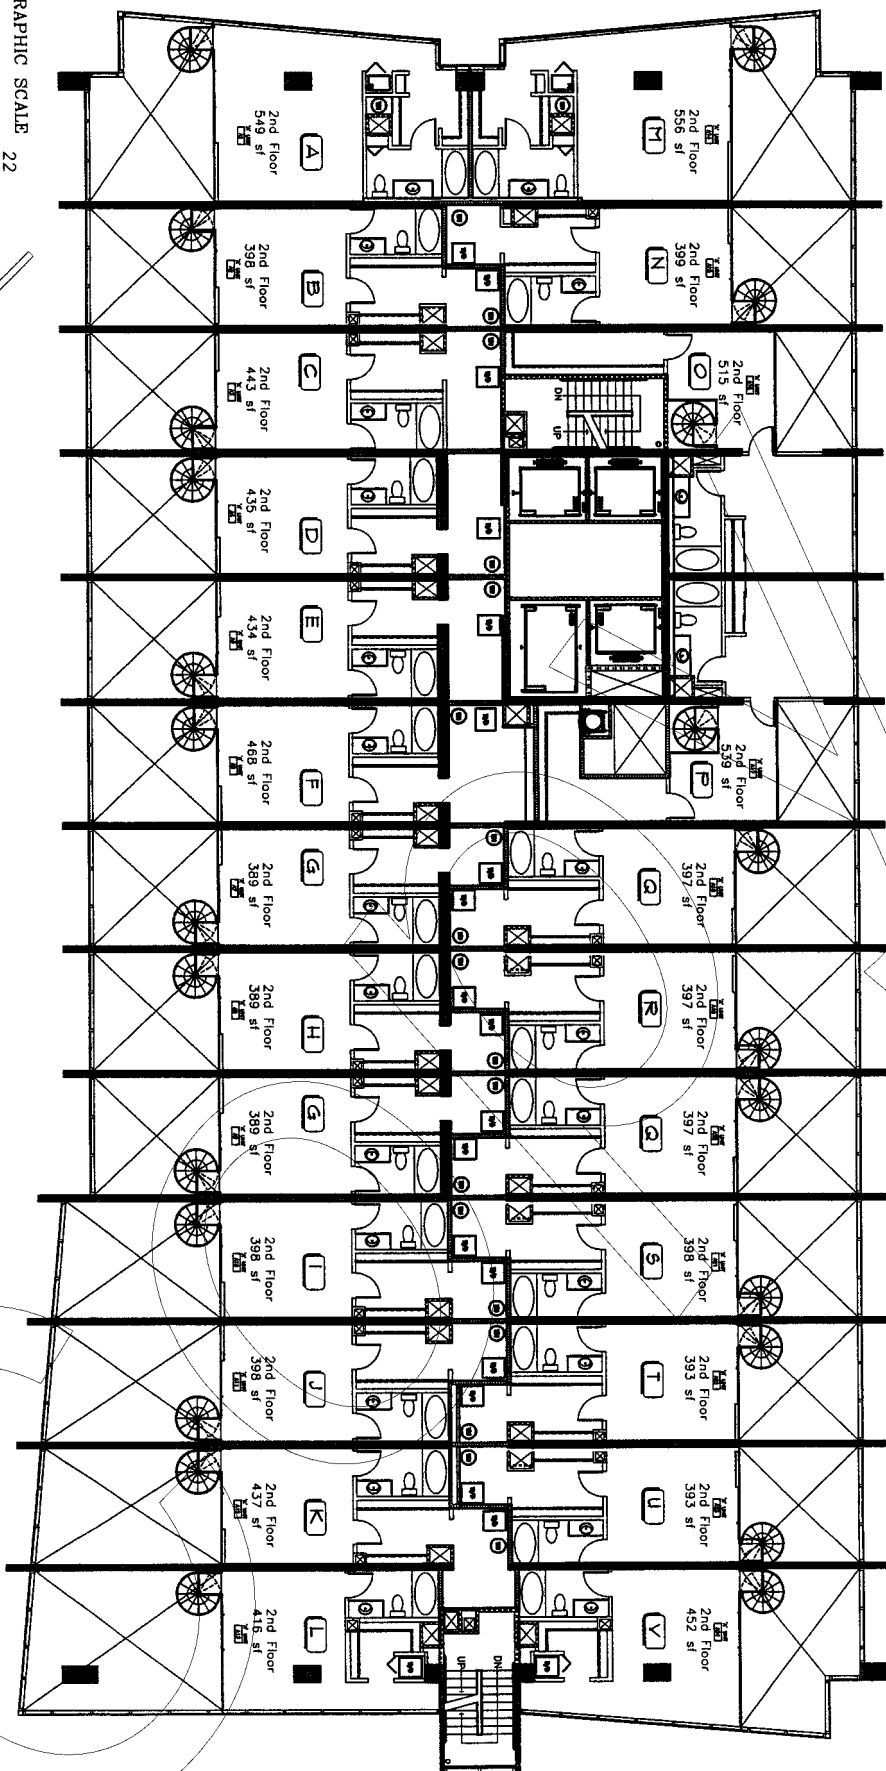 GRAPHIC SCALE 22
A
2nd Floor
549 sf
M
2nd Floor
556 sf
B
2nd Floor
398 sf
N
2nd Floor
399 sf
C
2nd Floor
443 sf
O
2nd Floor
515 sf
DN
UP
D
2nd Floor
435 sf
E
2nd Floor
434 sf
F
2nd Floor
468 sf
P
2nd Floor
539 sf
G
2nd Floor
389 sf
Q
2nd Floor
397 sf
H
2nd Floor
389 sf
R
2nd Floor
397 sf
G
2nd Floor
389 sf
Q
2nd Floor
397 sf
I
2nd Floor
398 sf
S
2nd Floor
398 sf
J
2nd Floor
398 sf
T
2nd Floor
393 sf
K
2nd Floor
437 sf
U
2nd Floor
393 sf
L
2nd Floor
416 sf
V
2nd Floor
452 sf
UP
DN